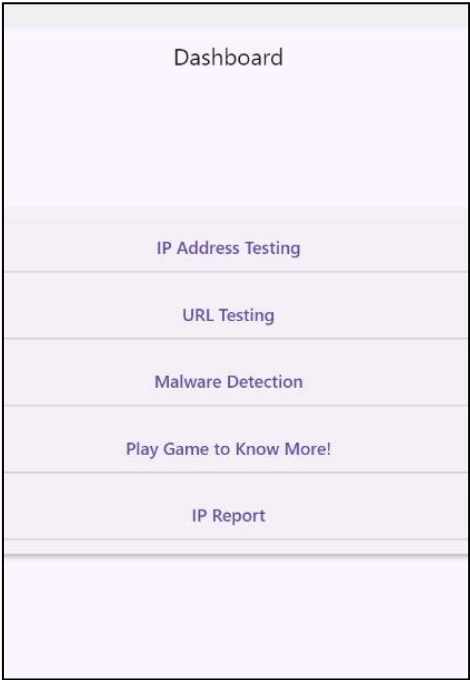 Dashboard
IP Address Testing
URL Testing
Malware Detection
Play Game to Know More!
IP Report